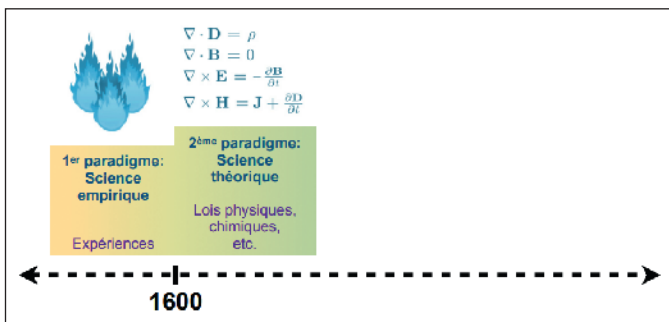 ∇ · D = ρ
∇ · B = 0
∇ × E = −∂B/∂t
∇ × H = J + ∂D/∂t
1er paradigme:
Science
empirique
Expériences
2ème paradigme:
Science
théorique
Lois physiques,
chimiques,
etc.
1600